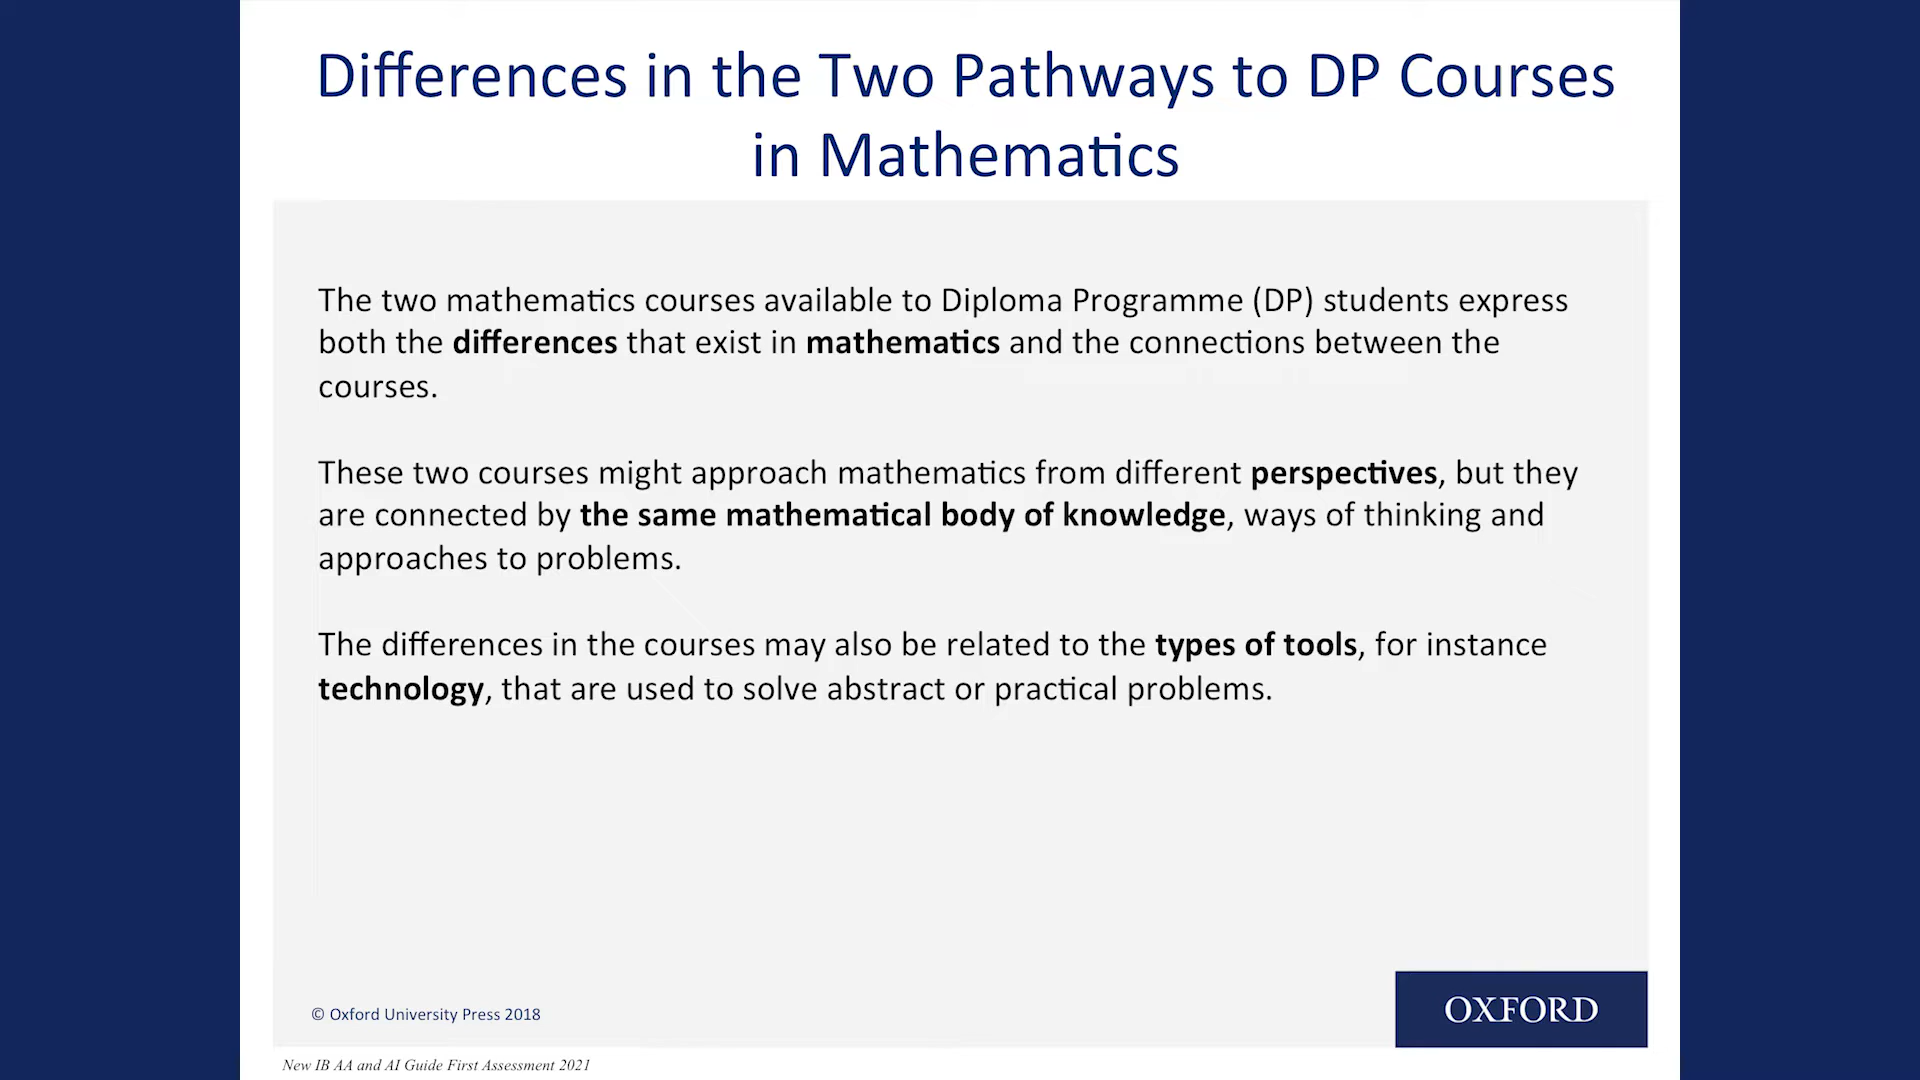 Differences in the Two Pathways to DP Courses
in Mathematics
The two mathematics courses available to Diploma Programme (DP) students express
both the differences that exist in mathematics and the connections between the
courses.
These two courses might approach mathematics from different perspectives, but they
are connected by the same mathematical body of knowledge, ways of thinking and
approaches to problems.
The differences in the courses may also be related to the types of tools, for instance
technology, that are used to solve abstract or practical problems.
© Oxford University Press 2018
OXFORD
New IB AA and AI Guide First Assessment 2021